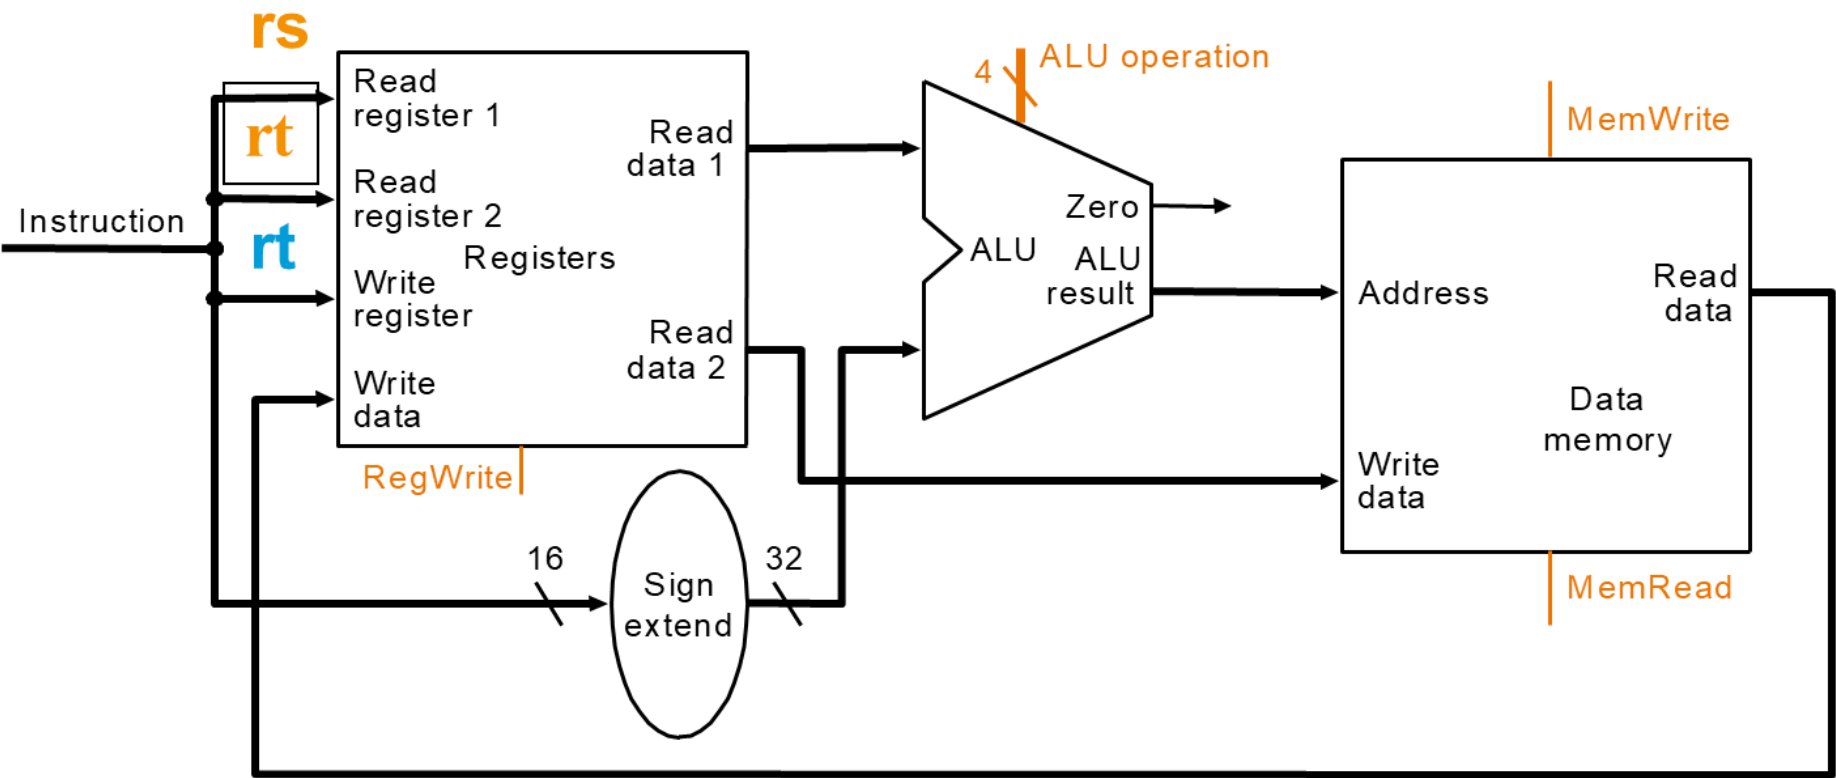 rs
Read
register 1
rt
Read
register 2
Instruction
rt
Registers
Write
register
Write
data
Read
data 1
Read
data 2
RegWrite
16
Sign
extend
32
4
ALU operation
Zero
ALU
ALU
result
MemWrite
Address
Read
data
Data
memory
Write
data
MemRead